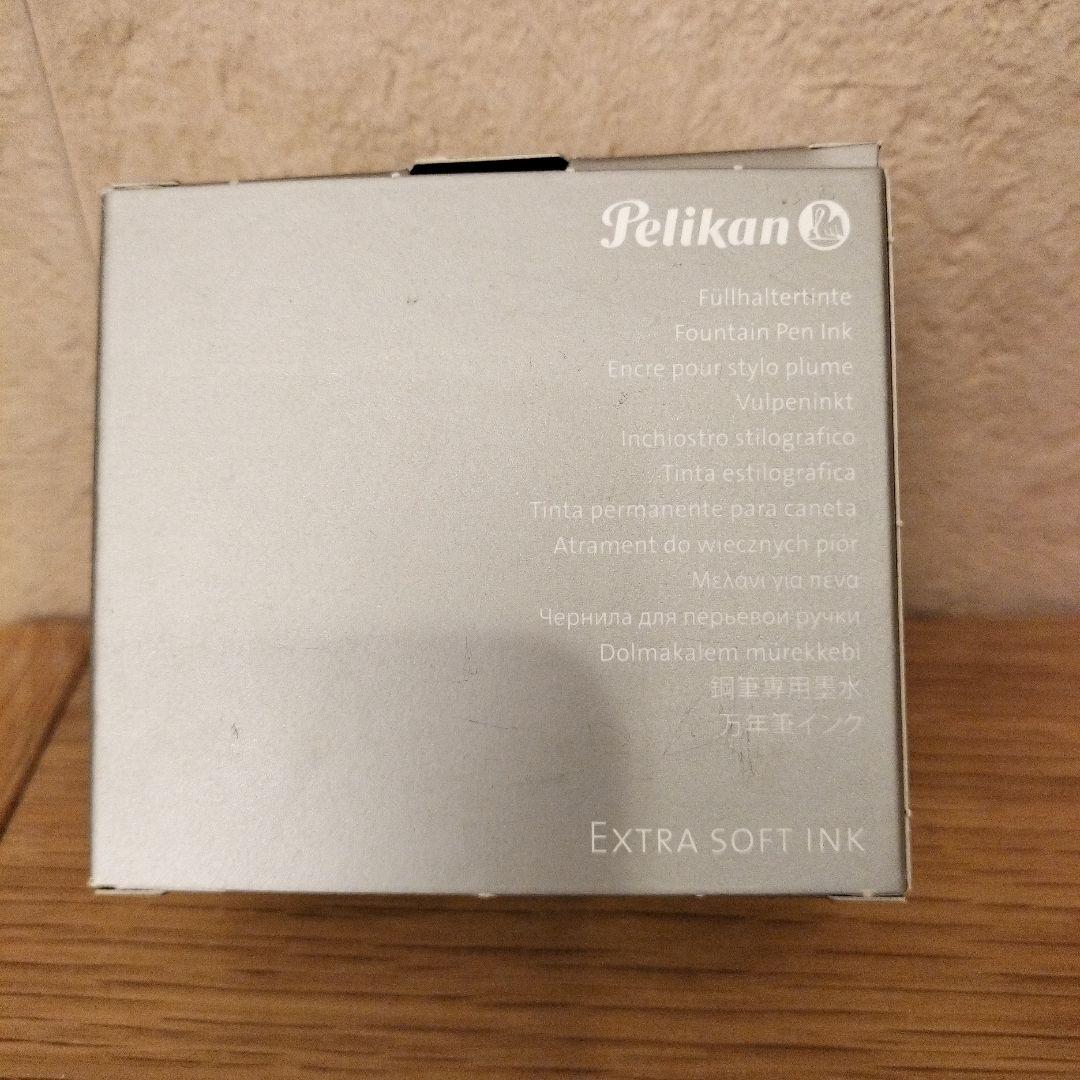 Pelikan
Füllhaltertinte
Fountain Pen Ink
Encre pour stylo plume
Vulpeninkt
Inchiostro stilografico
Tinta estilográfica
Tinta permanente para caneta
Atrament do wiecznych piór
Μελάνι για πένα
Чернила для перьевой ручки
Dolmakalem mürekkebi
鋼筆專用墨水
万年筆インク
EXTRA SOFT INK